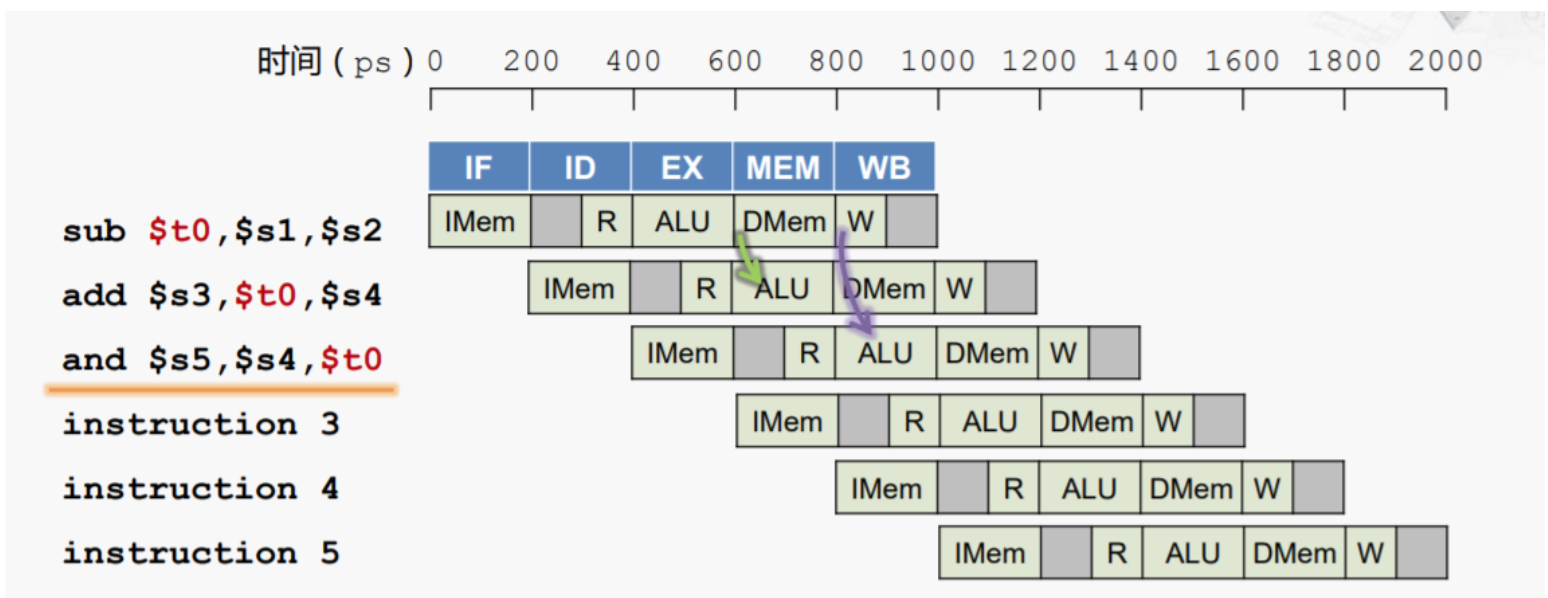 时间(ps) 0 200 400 600 800 1000 1200 1400 1600 1800 2000
IF ID EX MEM WB
sub $t0,$s1,$s2 IMem R ALU DMem W
add $s3,$t0,$s4 IMem R ALU DMem W
and $s5,$s4,$t0 IMem R ALU DMem W
instruction 3 IMem R ALU DMem W
instruction 4 IMem R ALU DMem W
instruction 5 IMem R ALU DMem W